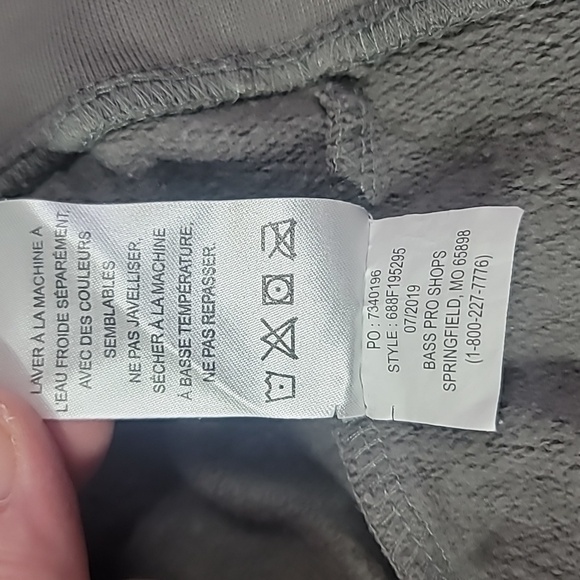 LAVER À LA MACHINE À
L'EAU FROIDE SÉPARÉMENT
AVEC DES COULEURS
SEMBLABLES
NE PAS JAVELLISER,
SÉCHER À LA MACHINE
À BASSE TEMPÉRATURE,
NE PAS REPASSER.
PO : 7340196
STYLE : 688F195295
07/2019
BASS PRO SHOPS
SPRINGFIELD, MO 65898
(1-800-227-7776)